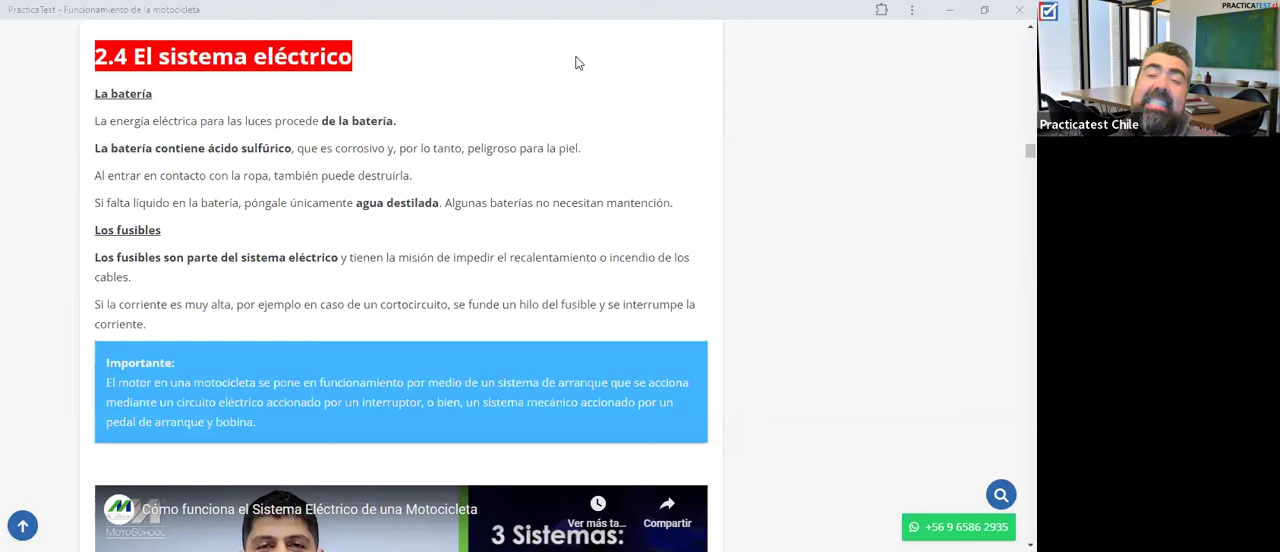 PracticaTest - Funcionamiento de la motocicleta
PRACTICATEST.cl
2.4 El sistema eléctrico
La batería
La energía eléctrica para las luces procede de la batería.
La batería contiene ácido sulfúrico, que es corrosivo y, por lo tanto, peligroso para la piel.
Al entrar en contacto con la ropa, también puede destruirla.
Si falta líquido en la batería, póngale únicamente agua destilada. Algunas baterías no necesitan mantención.
Los fusibles
Los fusibles son parte del sistema eléctrico y tienen la misión de impedir el recalentamiento o incendio de los
cables.
Si la corriente es muy alta, por ejemplo en caso de un cortocircuito, se funde un hilo del fusible y se interrumpe la
corriente.
Importante:
El motor en una motocicleta se pone en funcionamiento por medio de un sistema de arranque que se acciona
mediante un circuito eléctrico accionado por un interruptor, o bien, un sistema mecánico accionado por un
pedal de arranque y bobina.
Cómo funciona el Sistema Eléctrico de una Motocicleta
MOTOSCHOOL
Ver más ta...
Compartir
3 Sistemas:
+56 9 6586 2935
Practicatest Chile